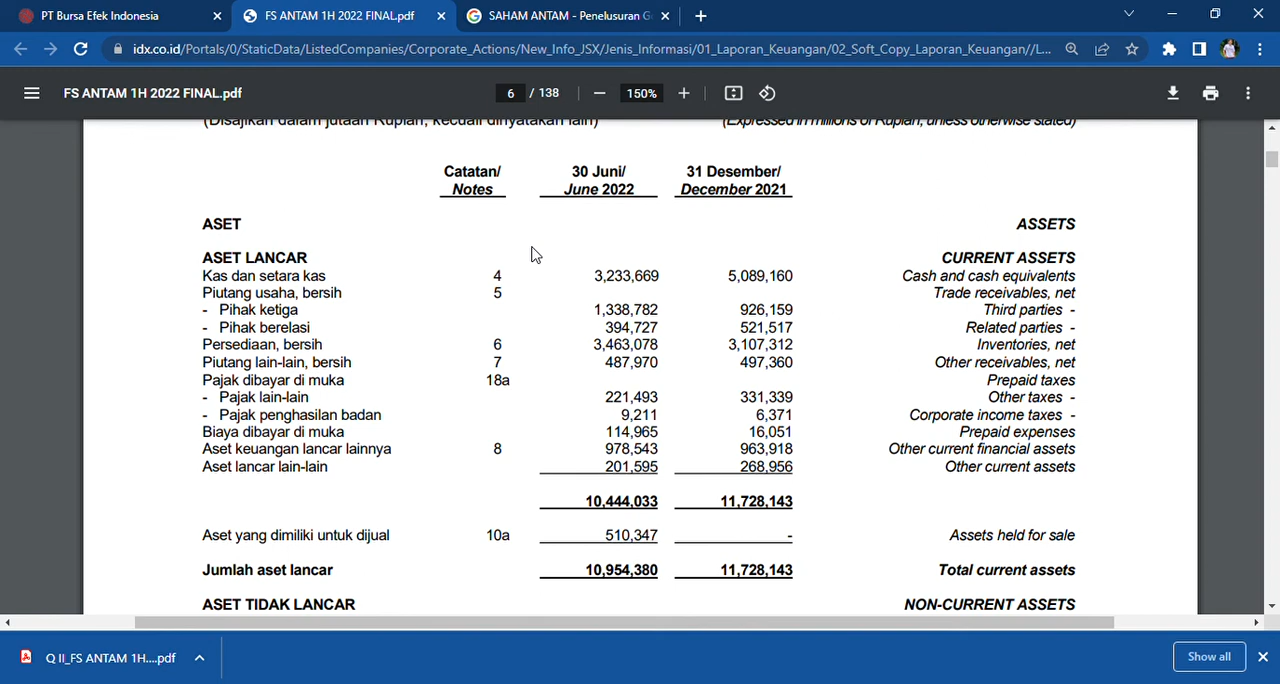 PT Bursa Efek Indonesia
FS ANTAM 1H 2022 FINAL.pdf
SAHAM ANTAM - Penelusuran G
idx.co.id/Portals/0/StaticData/ListedCompanies/Corporate_Actions/New_Info_JSX/Jenis_Informasi/01_Laporan_Keuangan/02_Soft_Copy_Laporan_Keuangan//L...
FS ANTAM 1H 2022 FINAL.pdf 6 / 138 150%
(Disajikan dalam jutaan Rupiah, kecuali dinyatakan lain) (Expressed in millions of Rupiah, unless otherwise stated)
Catatan/ 30 Juni/ 31 Desember/
Notes June 2022 December 2021
ASET ASSETS
ASET LANCAR CURRENT ASSETS
Kas dan setara kas 4 3,233,669 5,089,160 Cash and cash equivalents
Piutang usaha, bersih 5 Trade receivables, net
- Pihak ketiga 1,338,782 926,159 Third parties -
- Pihak berelasi 394,727 521,517 Related parties -
Persediaan, bersih 6 3,463,078 3,107,312 Inventories, net
Piutang lain-lain, bersih 7 487,970 497,360 Other receivables, net
Pajak dibayar di muka 18a Prepaid taxes
- Pajak lain-lain 221,493 331,339 Other taxes -
- Pajak penghasilan badan 9,211 6,371 Corporate income taxes -
Biaya dibayar di muka 114,965 16,051 Prepaid expenses
Aset keuangan lancar lainnya 8 978,543 963,918 Other current financial assets
Aset lancar lain-lain 201,595 268,956 Other current assets
10,444,033 11,728,143
Aset yang dimiliki untuk dijual 10a 510,347 - Assets held for sale
Jumlah aset lancar 10,954,380 11,728,143 Total current assets
ASET TIDAK LANCAR NON-CURRENT ASSETS
Q II_FS ANTAM 1H....pdf Show all